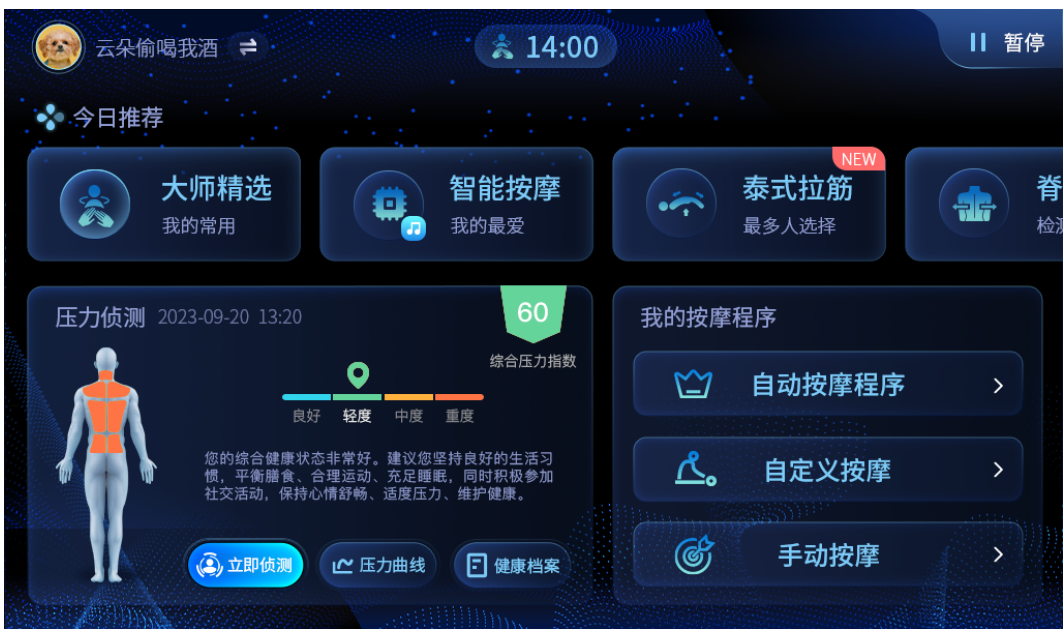 云朵偷喝我酒
14:00
暂停
今日推荐
大师精选
我的常用
智能按摩
我的最爱
NEW
泰式拉筋
最多人选择
脊
检测
压力侦测 2023-09-20 13:20
60
综合压力指数
良好 轻度 中度 重度
您的综合健康状态非常好。建议您坚持良好的生活习
惯，平衡膳食、合理运动、充足睡眠，同时积极参加
社交活动，保持心情舒畅、适度压力、维护健康。
立即侦测
压力曲线
健康档案
我的按摩程序
自动按摩程序
自定义按摩
手动按摩